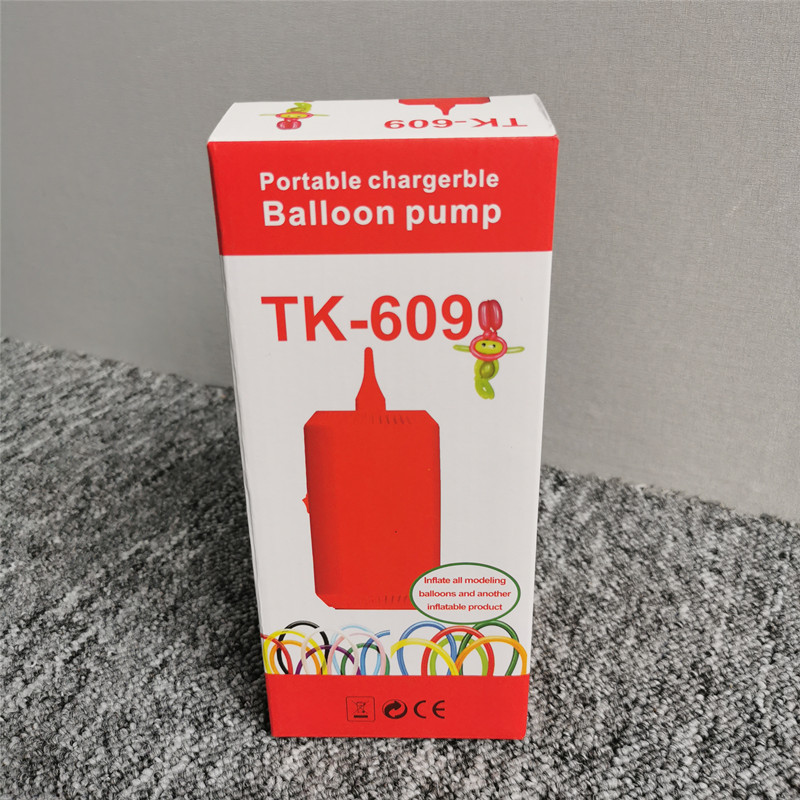 TK-609
Portable chargerble
Balloon pump
TK-609
Inflate all modeling
balloons and another
inflatable product
CE